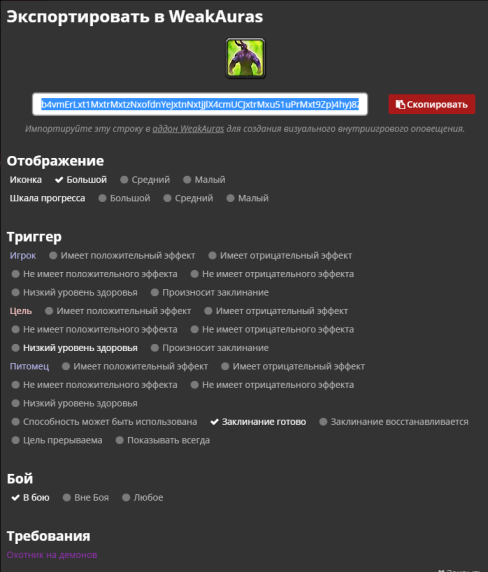 Экспортировать в WeakAuras
Скопировать
Импортируйте эту строку в аддон WeakAuras для создания визуального внутриигрового оповещения.
Отображение
Иконка Большой Средний Малый
Шкала прогресса Большой Средний Малый
Триггер
Игрок Имеет положительный эффект Имеет отрицательный эффект
Не имеет положительного эффекта Не имеет отрицательного эффекта
Низкий уровень здоровья Произносит заклинание
Цель Имеет положительный эффект Имеет отрицательный эффект
Не имеет положительного эффекта Не имеет отрицательного эффекта
Низкий уровень здоровья Произносит заклинание
Питомец Имеет положительный эффект Имеет отрицательный эффект
Не имеет положительного эффекта Не имеет отрицательного эффекта
Низкий уровень здоровья
Способность может быть использована Заклинание готово Заклинание восстанавливается
Цель прерываема Показывать всегда
Бой
В бою Вне Боя Любое
Требования
Охотник на демонов